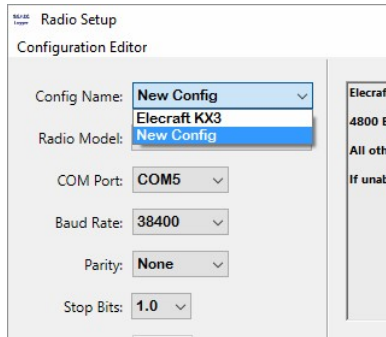 Radio Setup
Configuration Editor
Config Name: New Config
Elecraft KX3
New Config
Radio Model:
COM Port: COM5
Baud Rate: 38400
Parity: None
Stop Bits: 1.0
Elecraft
4800
All oth
If unab